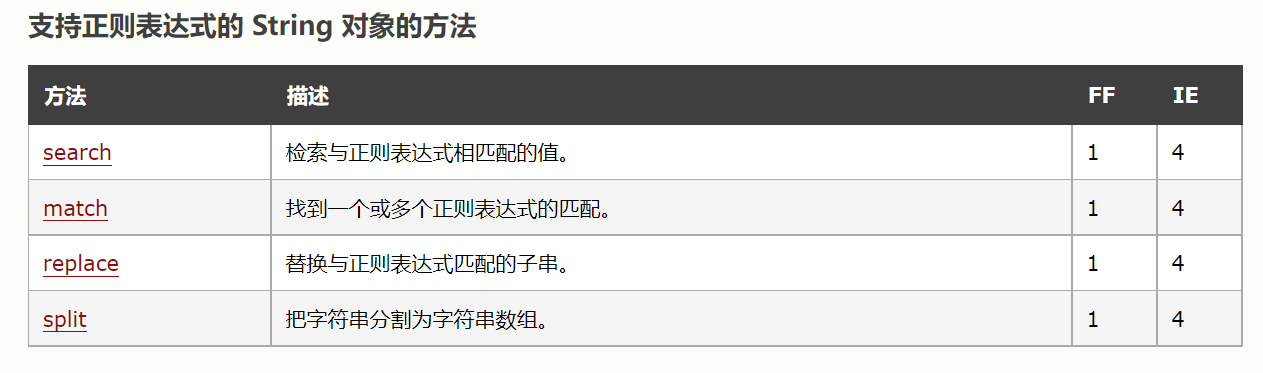 支持正则表达式的 String 对象的方法
方法 描述 FF IE
search 检索与正则表达式相匹配的值。 1 4
match 找到一个或多个正则表达式的匹配。 1 4
replace 替换与正则表达式匹配的子串。 1 4
split 把字符串分割为字符串数组。 1 4